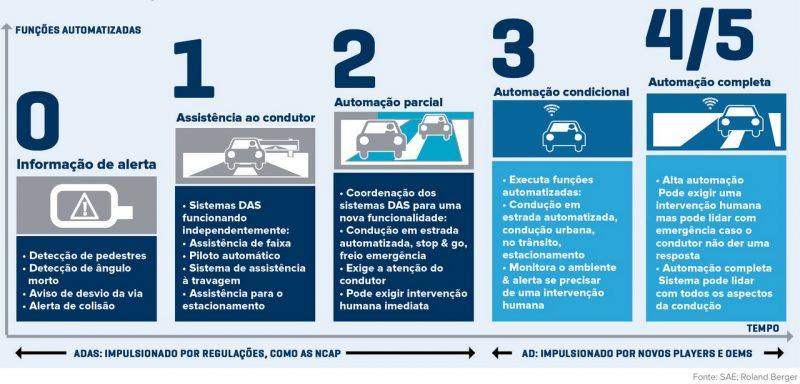 FUNÇÕES AUTOMATIZADAS
0
Informação de alerta
• Detecção de pedestres
• Detecção de ângulo
morto
• Aviso de desvio da via
• Alerta de colisão
1
Assistência ao condutor
• Sistemas DAS
funcionando
independentemente:
• Assistência de faixa
• Piloto automático
• Sistema de assistência
à travagem
• Assistência para o
estacionamento
2
Automação parcial
• Coordenação dos
sistemas DAS para uma
nova funcionalidade:
• Condução em estrada
automatizada, stop & go,
freio emergência
• Exige a atenção do
condutor
• Pode exigir intervenção
humana imediata
3
Automação condicional
• Executa funções
automatizadas:
• Condução em
estrada automatizada,
condução urbana,
no trânsito,
estacionamento
• Monitora o ambiente
& alerta se precisar
de uma intervenção
humana
4/5
Automação completa
• Alta automação
Pode exigir uma
intervenção humana
mas pode lidar com
emergência caso o
condutor não der uma
resposta
• Automação completa
Sistema pode lidar
com todos os aspectos
da condução
TEMPO
ADAS: IMPULSIONADO POR REGULAÇÕES, COMO AS NCAP
AD: IMPULSIONADO POR NOVOS PLAYERS E OEMS
Fonte: SAE; Roland Berger